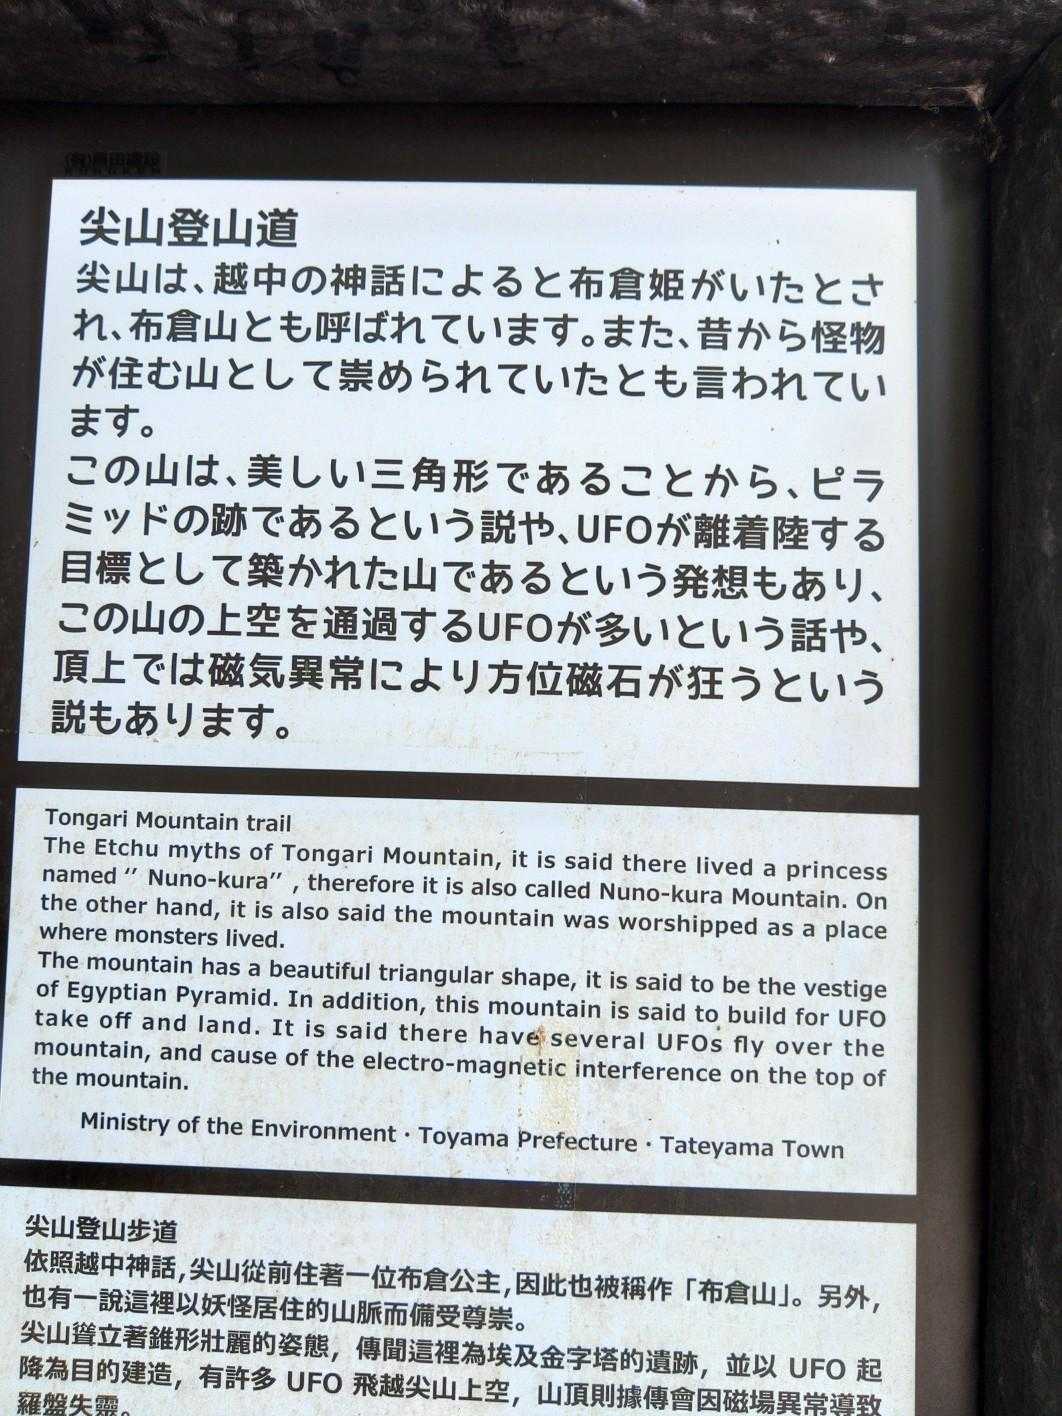 尖山登山道
尖山は、越中の神話によると布倉姫がいたとさ
れ、布倉山とも呼ばれています。また、昔から怪物
が住む山として崇められていたとも言われてい
ます。
この山は、美しい三角形であることから、ピラ
ミッドの跡であるという説や、UFOが離着陸する
目標として築かれた山であるという発想もあり、
この山の上空を通過するUFOが多いという話や、
頂上では磁気異常により方位磁石が狂うという
説もあります。
Tongari Mountain trail
The Etchu myths of Tongari Mountain, it is said there lived a princess
named ‘‘ Nuno-kura’’ , therefore it is also called Nuno-kura Mountain. On
the other hand, it is also said the mountain was worshipped as a place
where monsters lived.
The mountain has a beautiful triangular shape, it is said to be the vestige
of Egyptian Pyramid. In addition, this mountain is said to build for UFO
take off and land. It is said there have several UFOs fly over the
mountain, and cause of the electro-magnetic interference on the top of
the mountain.
Ministry of the Environment・Toyama Prefecture・Tateyama Town
尖山登山步道
依照越中神話,尖山從前住著一位布倉公主,因此也被稱作「布倉山」。另外,
也有一說這裡以妖怪居住的山脈而備受尊崇。
尖山聳立著錐形壯麗的姿態，傳聞這裡為埃及金字塔的遺跡，並以 UFO 起
降為目的建造，有許多 UFO 飛越尖山上空，山頂則據傳會因磁場異常導致
羅盤失靈。